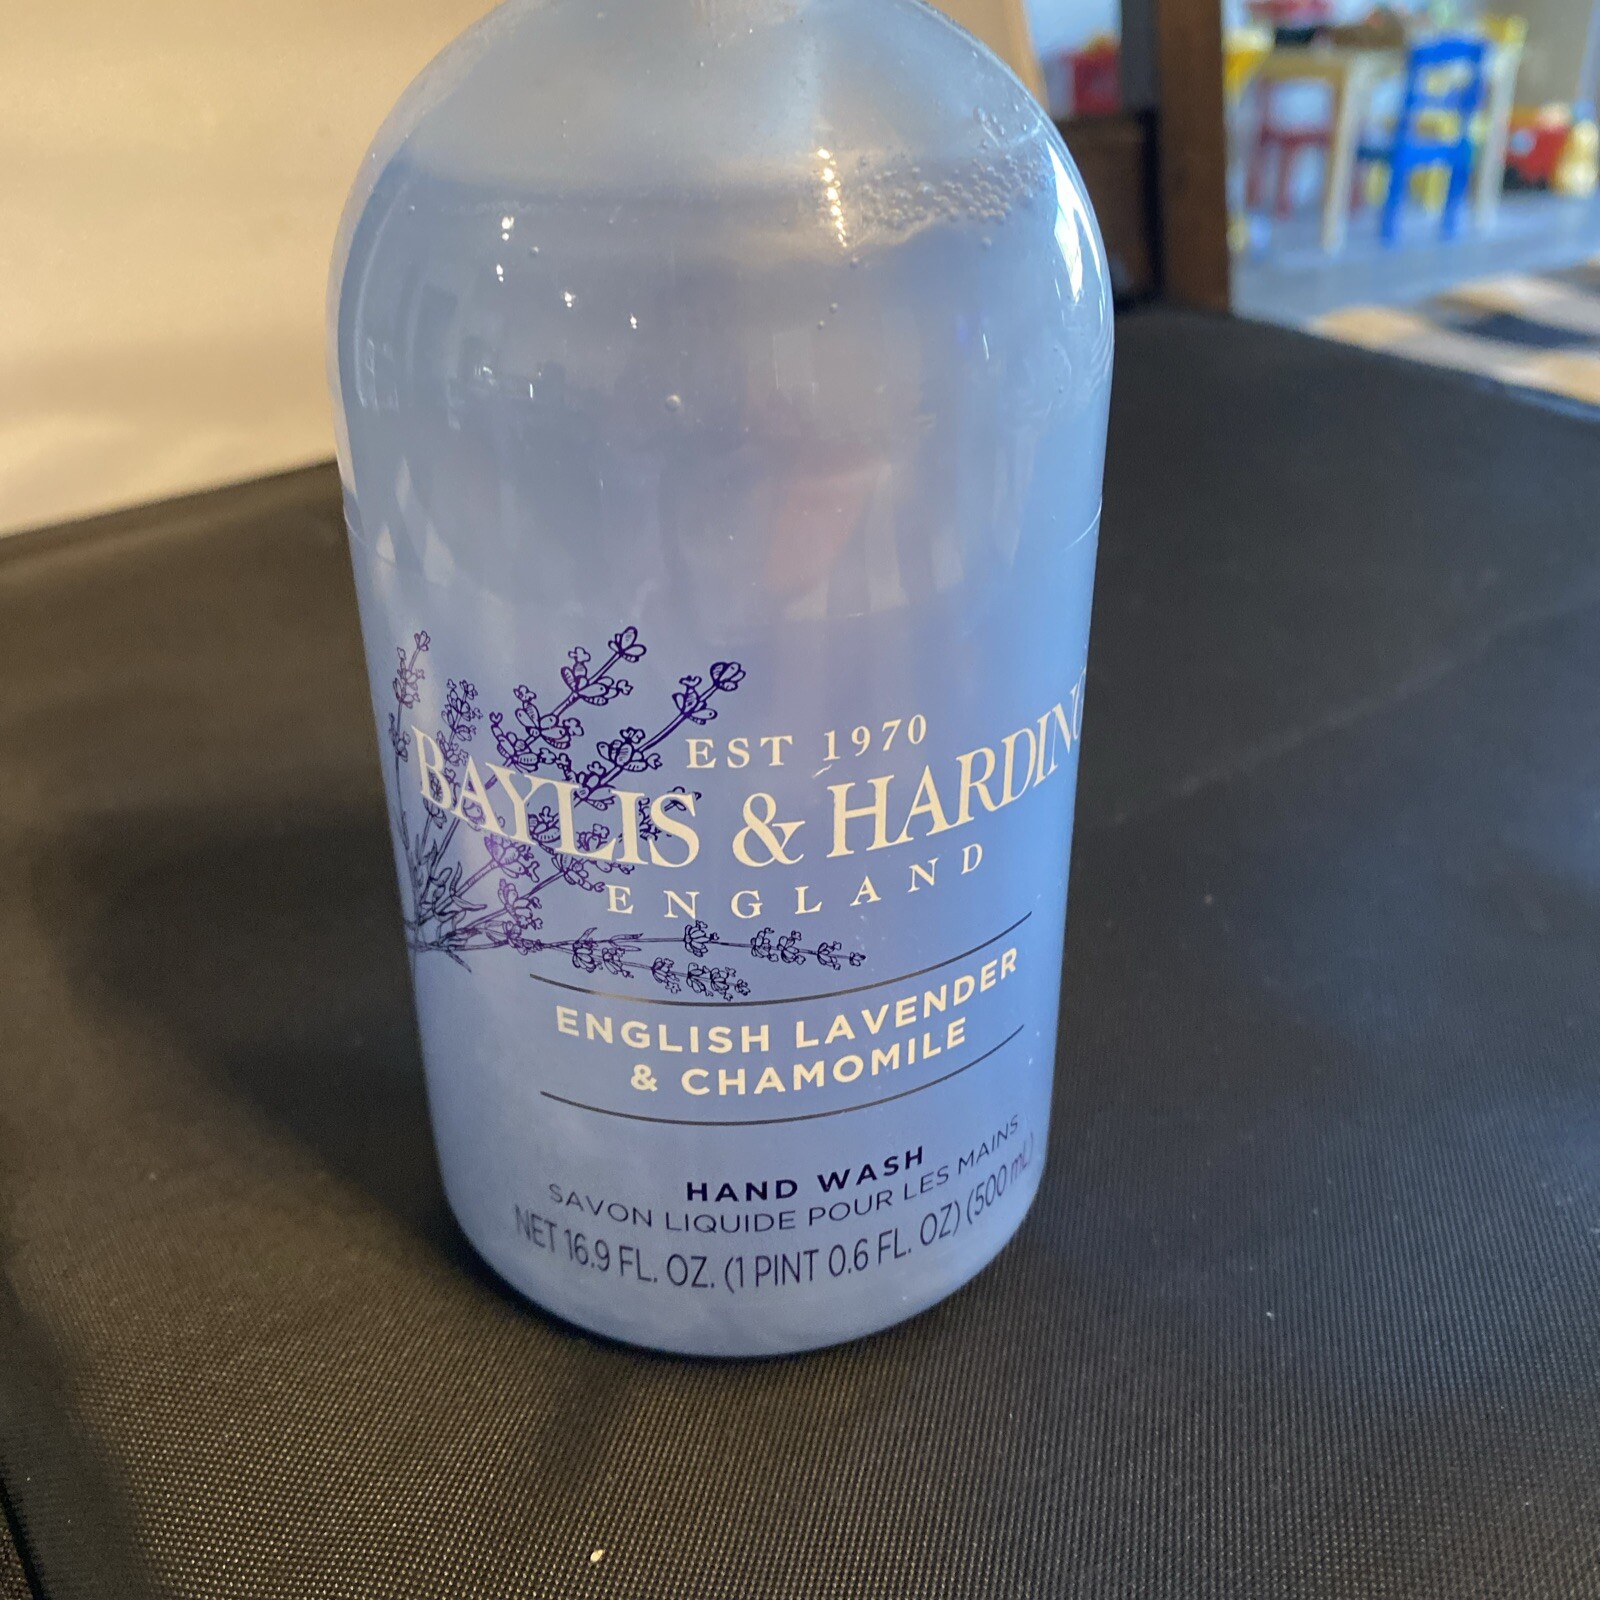 EST 1970
BAYLIS & HARDING
ENGLAND
ENGLISH LAVENDER
& CHAMOMILE
HAND WASH
SAVON LIQUIDE POUR LES MAINS
NET 16.9 FL. OZ. (1 PINT 0.6 FL. OZ) (500 mL)